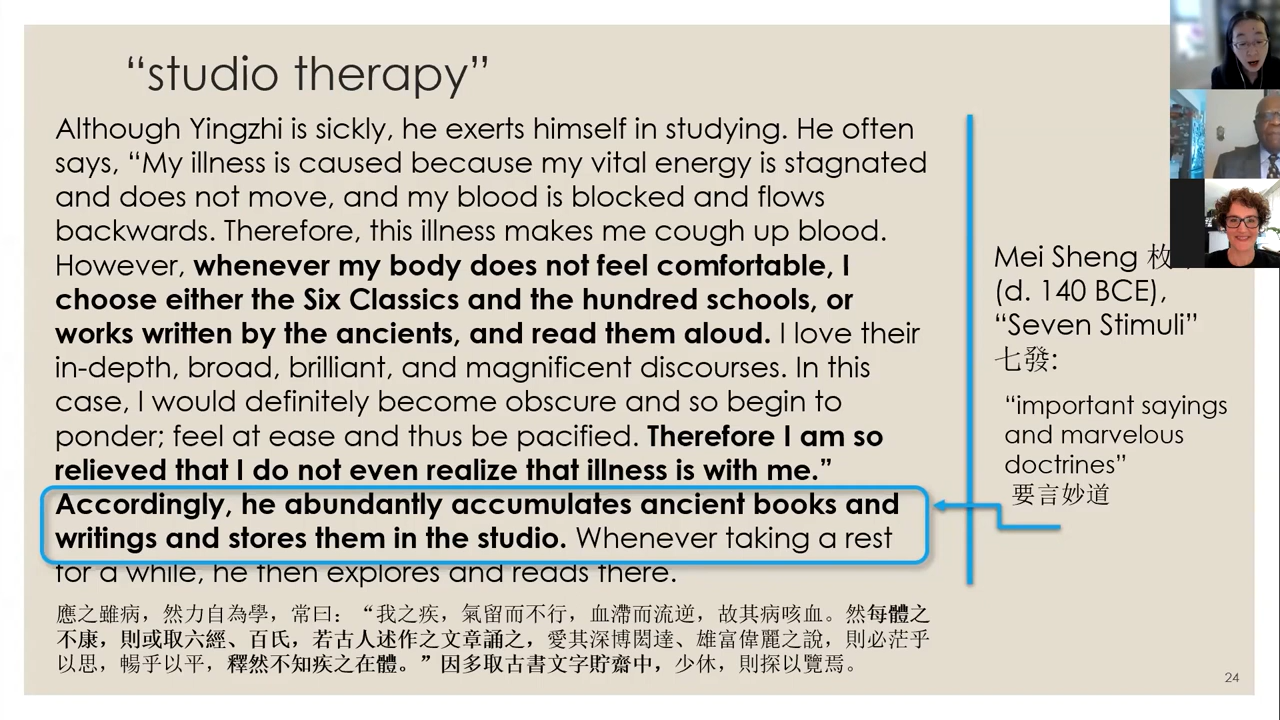 “studio therapy”
Although Yingzhi is sickly, he exerts himself in studying. He often
says, “My illness is caused because my vital energy is stagnated
and does not move, and my blood is blocked and flows
backwards. Therefore, this illness makes me cough up blood.
However, whenever my body does not feel comfortable, I
choose either the Six Classics and the hundred schools, or
works written by the ancients, and read them aloud. I love their
in-depth, broad, brilliant, and magnificent discourses. In this
case, I would definitely become obscure and so begin to
ponder; feel at ease and thus be pacified. Therefore I am so
relieved that I do not even realize that illness is with me.”
Accordingly, he abundantly accumulates ancient books and
writings and stores them in the studio. Whenever taking a rest
for a while, he then explores and reads there.
應之雖病，然力自為學，常曰：“我之疾，氣留而不行，血滯而流逆，故其病咳血。然每體之
不康，則或取六經、百氏，若古人述作之文章誦之，愛其深博閎達、雄富偉麗之說，則必茫乎
以思，暢乎以平，釋然不知疾之在體。”因多取古書文字貯齋中，少休，則探以覽焉。
Mei Sheng 枚
(d. 140 BCE),
“Seven Stimuli”
七發:
“important sayings
and marvelous
doctrines”
要言妙道
24